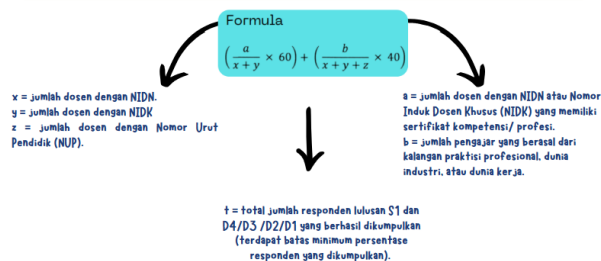 Formula
(a / (x + y) × 60) + (b / (x + y + z) × 40)
x = jumlah dosen dengan NIDN.
y = jumlah dosen dengan NIDK
z = jumlah dosen dengan Nomor Urut
Pendidik (NUP).
a = jumlah dosen dengan NIDN atau Nomor
Induk Dosen Khusus (NIDK) yang memiliki
sertifikat kompetensi/ profesi.
b = jumlah pengajar yang berasal dari
kalangan praktisi profesional, dunia
industri, atau dunia kerja.
t = total jumlah responden lulusan S1 dan
D4/D3 /D2/D1 yang berhasil dikumpulkan
(terdapat batas minimum persentase
responden yang dikumpulkan).